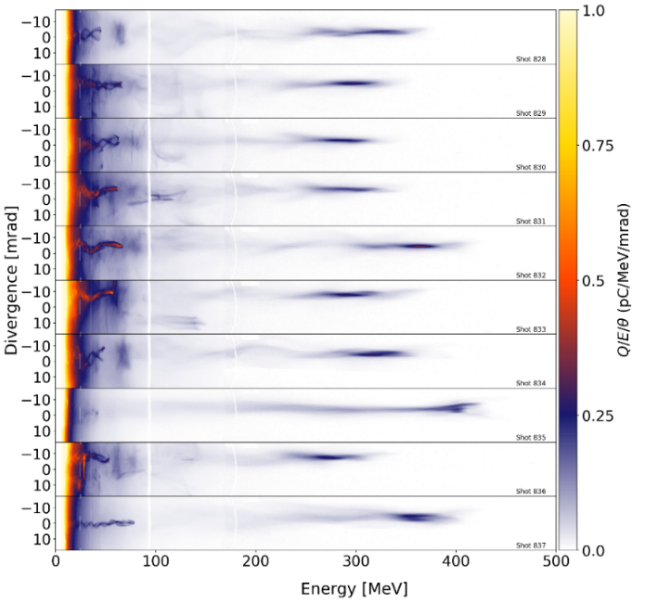 −10
0
10
Shot 828
−10
0
10
Shot 829
−10
0
10
Shot 830
−10
0
10
Shot 831
−10
0
10
Shot 832
−10
0
10
Shot 833
−10
0
10
Shot 834
−10
0
10
Shot 835
−10
0
10
Shot 836
−10
0
10
Shot 837
Divergence [mrad]
0 100 200 300 400 500
Energy [MeV]
1.0
0.75
0.5
0.25
0.0
Q/E/θ (pC/MeV/mrad)